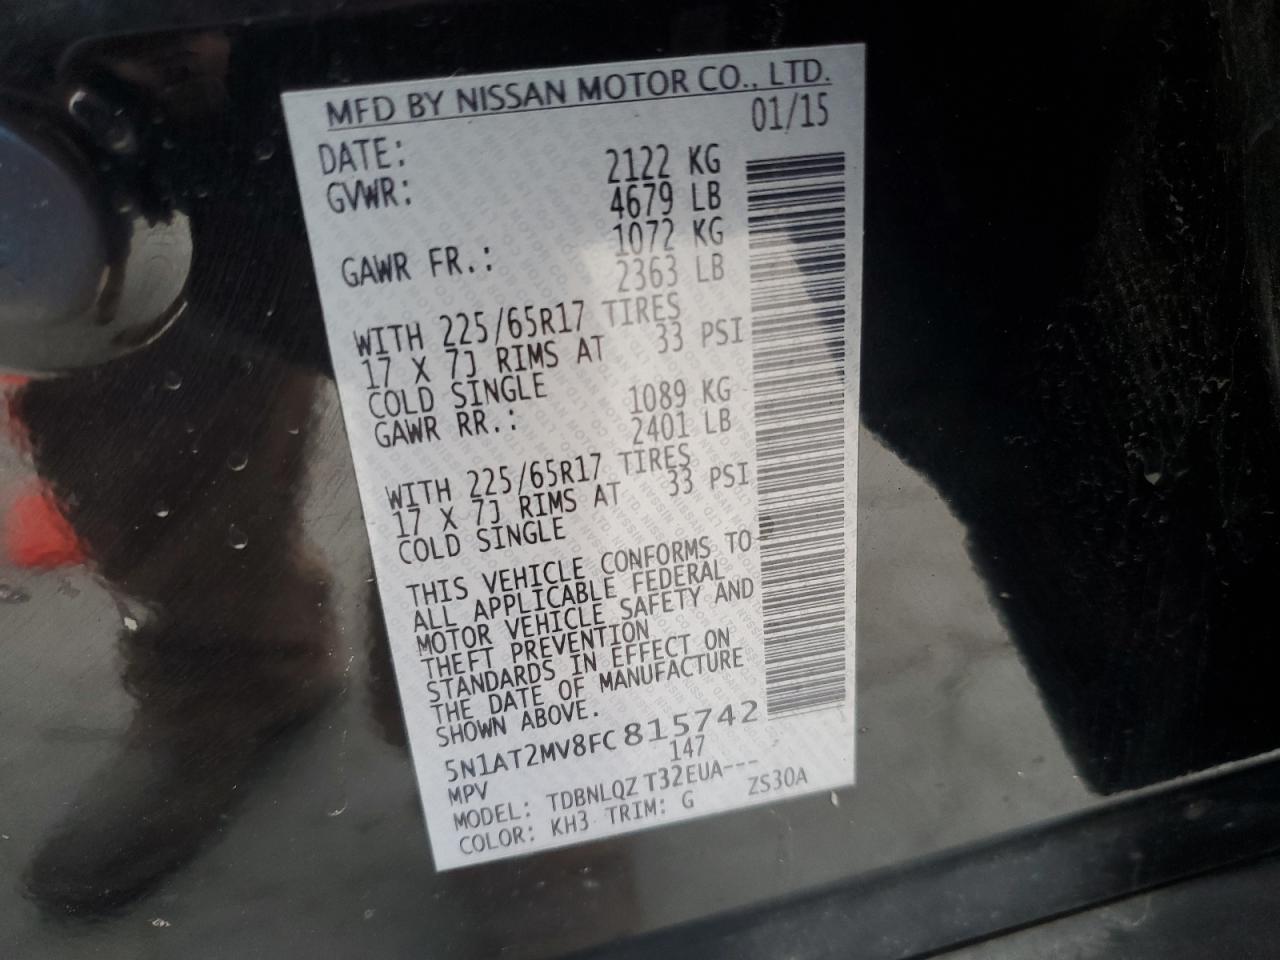 MFD BY NISSAN MOTOR CO., LTD.
DATE: 01/15
GVWR: 2122 KG
4679 LB
GAWR FR.: 1072 KG
2363 LB
WITH 225/65R17 TIRES
17 X 7J RIMS AT 33 PSI
COLD SINGLE
GAWR RR.: 1089 KG
2401 LB
WITH 225/65R17 TIRES
17 X 7J RIMS AT 33 PSI
COLD SINGLE
THIS VEHICLE CONFORMS TO
ALL APPLICABLE FEDERAL
MOTOR VEHICLE SAFETY AND
THEFT PREVENTION
STANDARDS IN EFFECT ON
THE DATE OF MANUFACTURE
SHOWN ABOVE.
5N1AT2MV8FC815742
MPV 147
MODEL: TDBNLQZ T32EUA---
COLOR: KH3 TRIM: G ZS30A